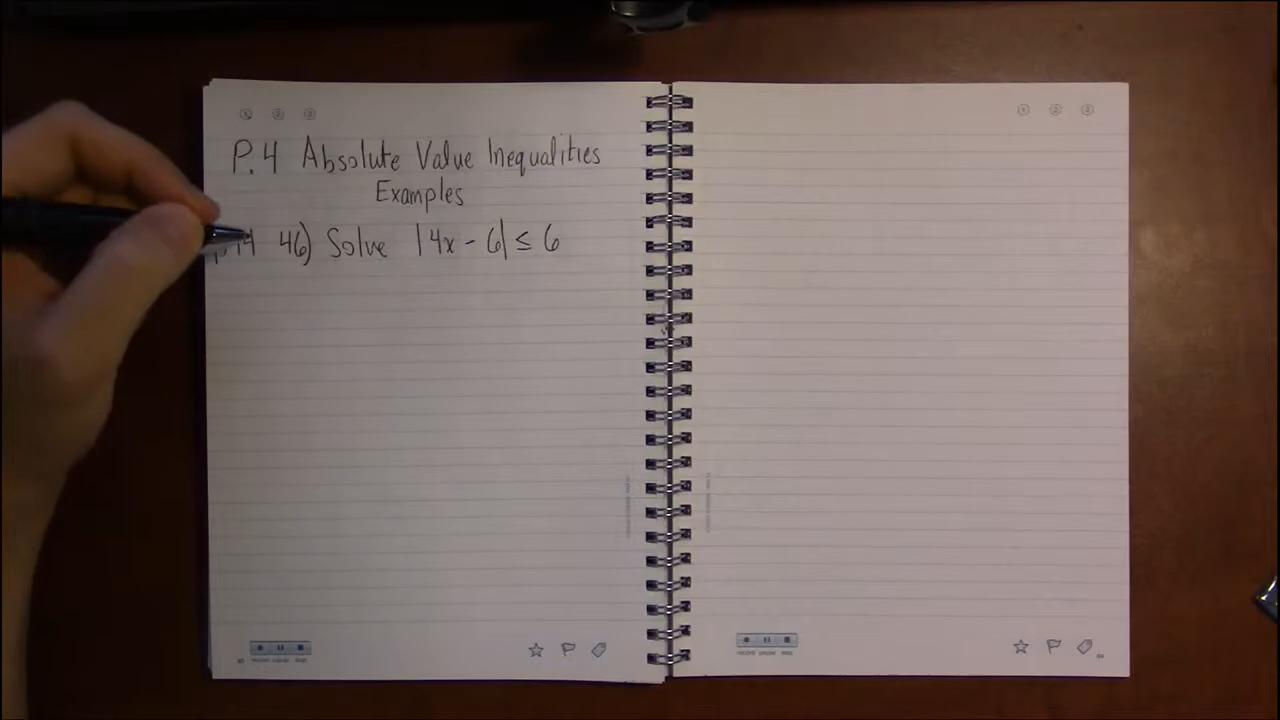 P.4 Absolute Value Inequalities
Examples
46) Solve |4x - 6| ≤ 6